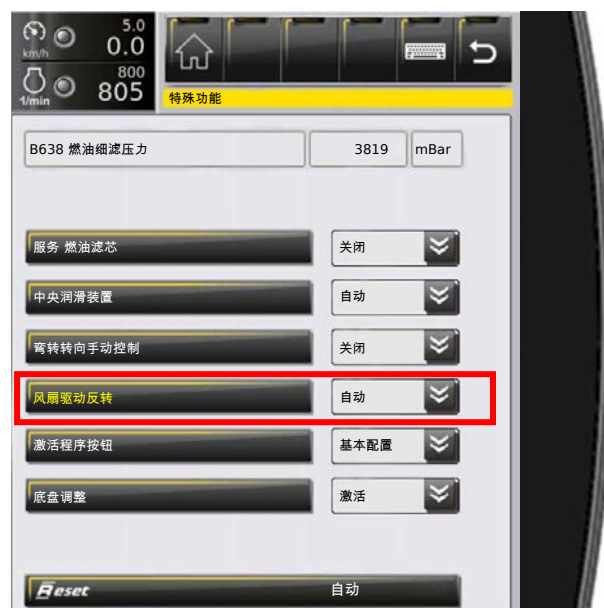 5.0
km/h 0.0
800
1/min 805
特殊功能
B638 燃油细滤压力 3819 mBar
服务 燃油滤芯 关闭
中央润滑装置 自动
弯转转向手动控制 关闭
风扇驱动反转 自动
激活程序按钮 基本配置
底盘调整 激活
Reset 自动